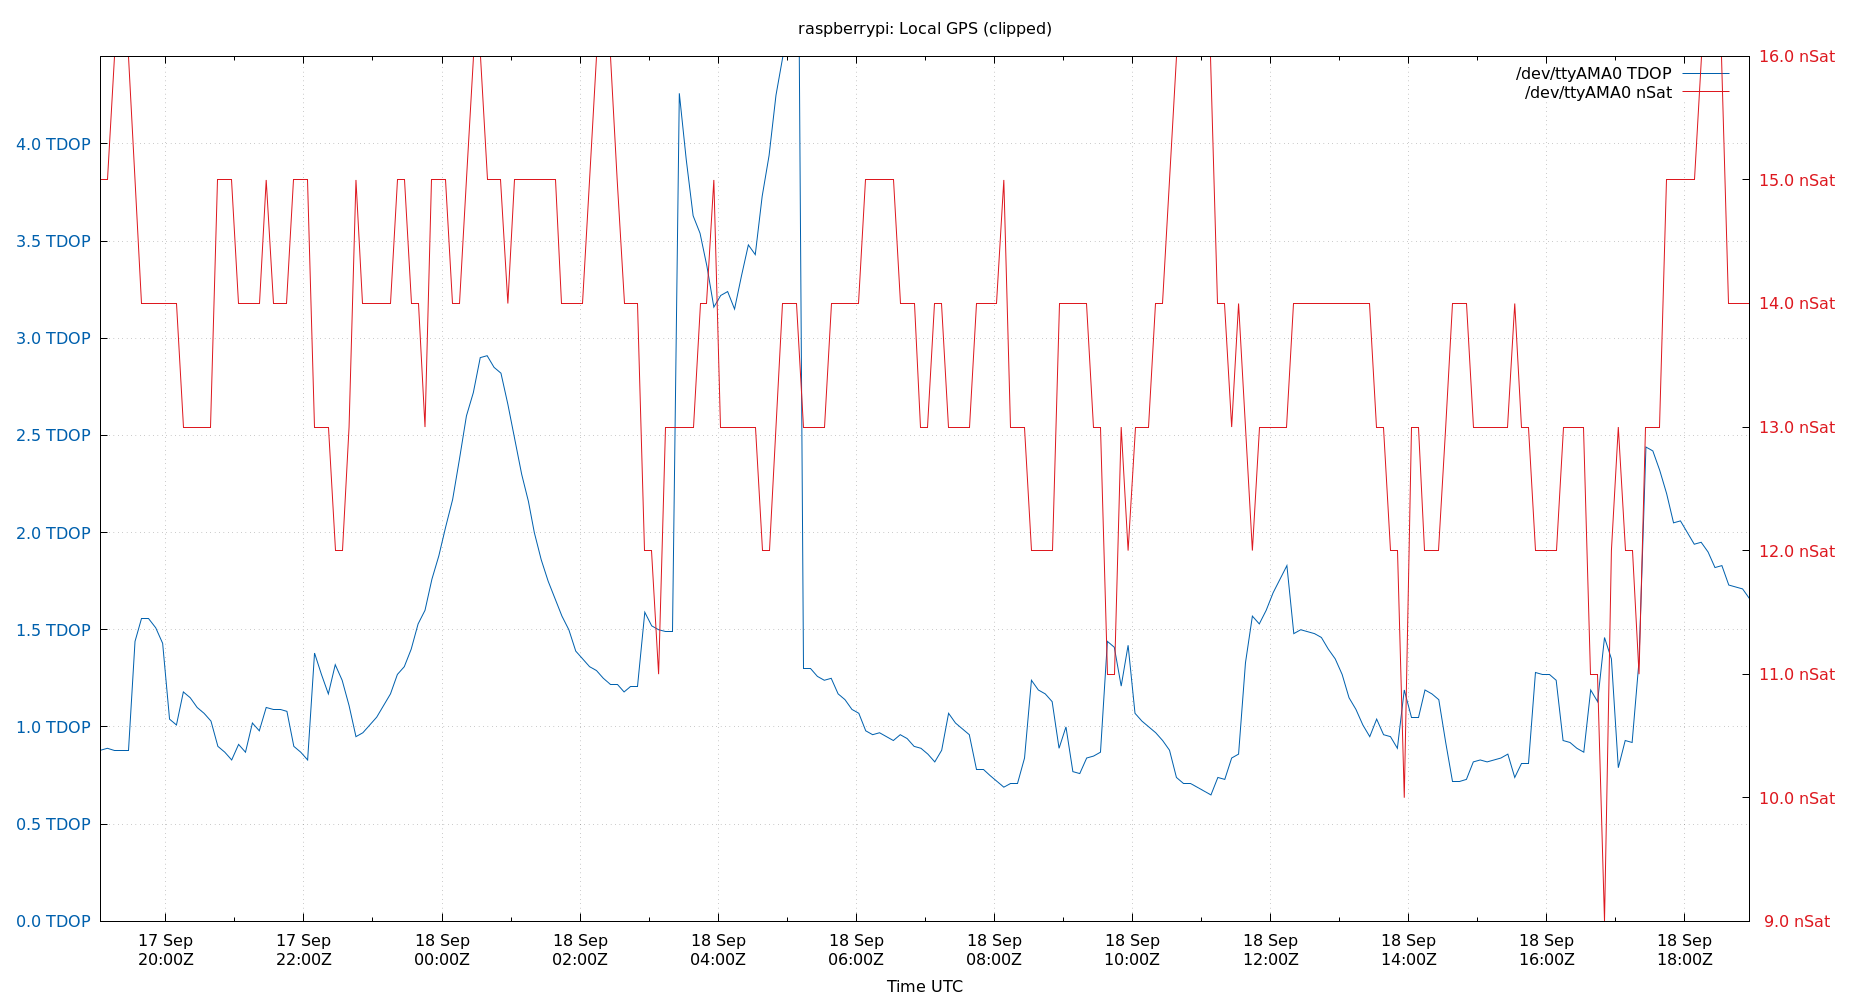 raspberrypi: Local GPS (clipped)
/dev/ttyAMA0 TDOP
/dev/ttyAMA0 nSat
4.0 TDOP
3.5 TDOP
3.0 TDOP
2.5 TDOP
2.0 TDOP
1.5 TDOP
1.0 TDOP
0.5 TDOP
0.0 TDOP
16.0 nSat
15.0 nSat
14.0 nSat
13.0 nSat
12.0 nSat
11.0 nSat
10.0 nSat
9.0 nSat
17 Sep
20:00Z
17 Sep
22:00Z
18 Sep
00:00Z
18 Sep
02:00Z
18 Sep
04:00Z
18 Sep
06:00Z
18 Sep
08:00Z
18 Sep
10:00Z
18 Sep
12:00Z
18 Sep
14:00Z
18 Sep
16:00Z
18 Sep
18:00Z
Time UTC